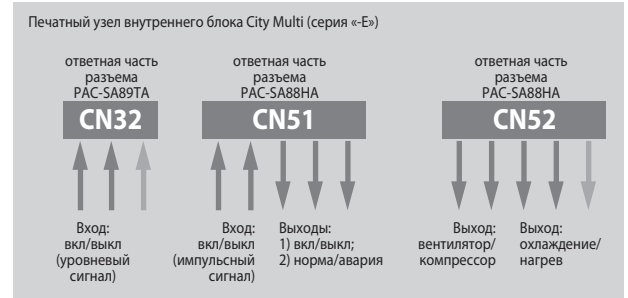 Печатный узел внутреннего блока City Multi (серия «-E»)
ответная часть
разъема
PAC-SA89TA
CN32
Вход:
вкл/выкл
(уровневый
сигнал)
ответная часть
разъема
PAC-SA88HA
CN51
Вход:
вкл/выкл
(импульсный
сигнал)
Выходы:
1) вкл/выкл;
2) норма/авария
ответная часть
разъема
PAC-SA88HA
CN52
Выход:
вентилятор/
компрессор
Выход:
охлаждение/
нагрев